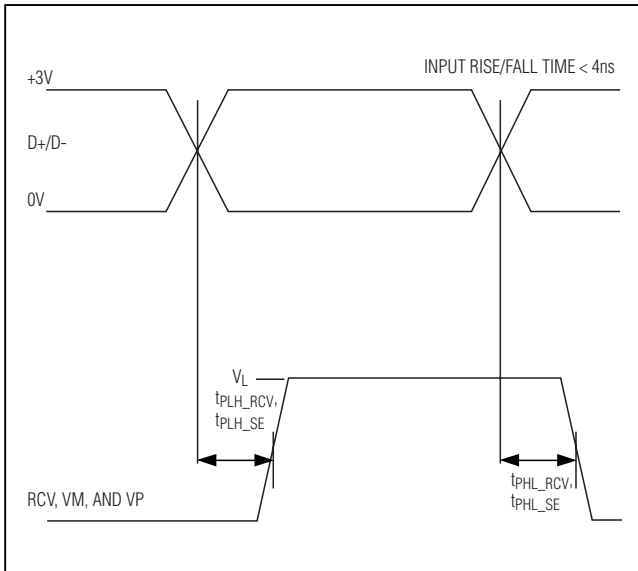 +3V
INPUT RISE/FALL TIME < 4ns
D+/D-
0V
VL
tPLH_RCV,
tPLH_SE
RCV, VM, AND VP
tPHL_RCV,
tPHL_SE